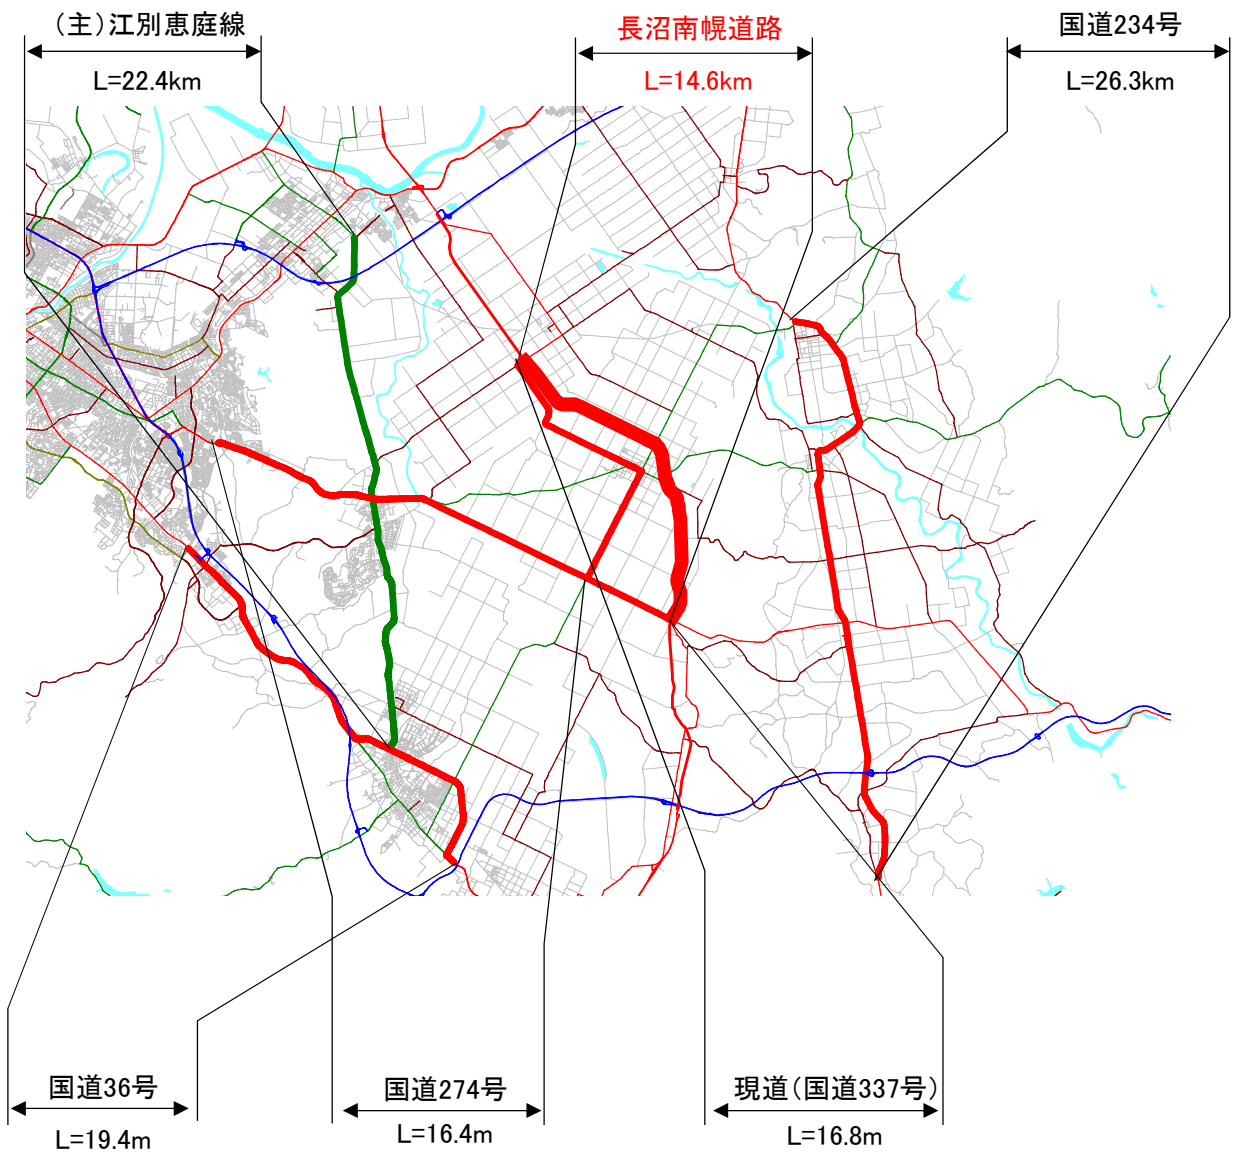 （主）江別恵庭線
L=22.4km
長沼南幌道路
L=14.6km
国道234号
L=26.3km
国道36号
L=19.4m
国道274号
L=16.4m
現道（国道337号）
L=16.8m